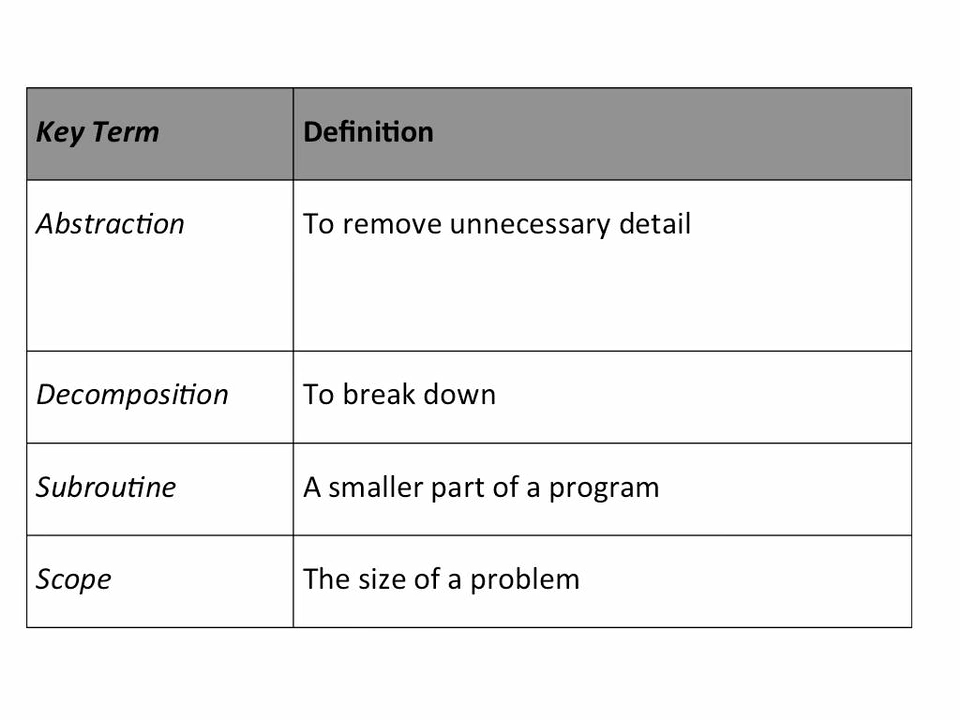 Key Term Definition
Abstraction To remove unnecessary detail
Decomposition To break down
Subroutine A smaller part of a program
Scope The size of a problem